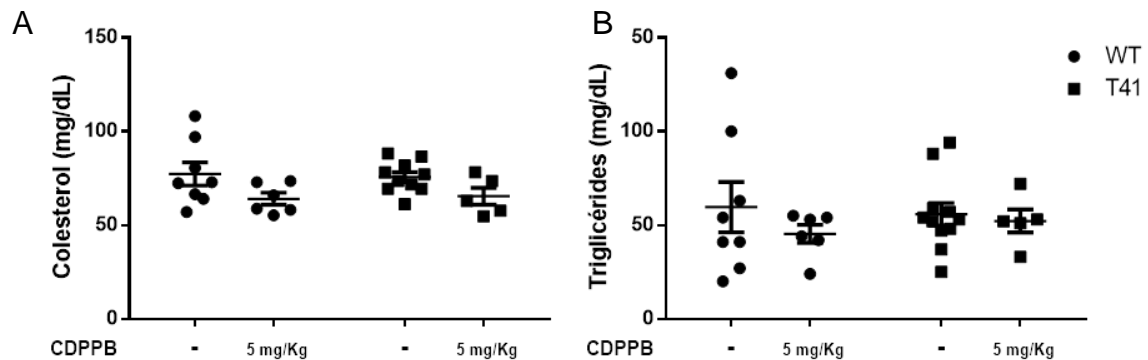 A
Colesterol (mg/dL)
150
100
50
0
CDPPB - 5 mg/Kg - 5 mg/Kg
B
Triglicérides (mg/dL)
50
100
50
0
CDPPB - 5 mg/Kg - 5 mg/Kg
WT
T41